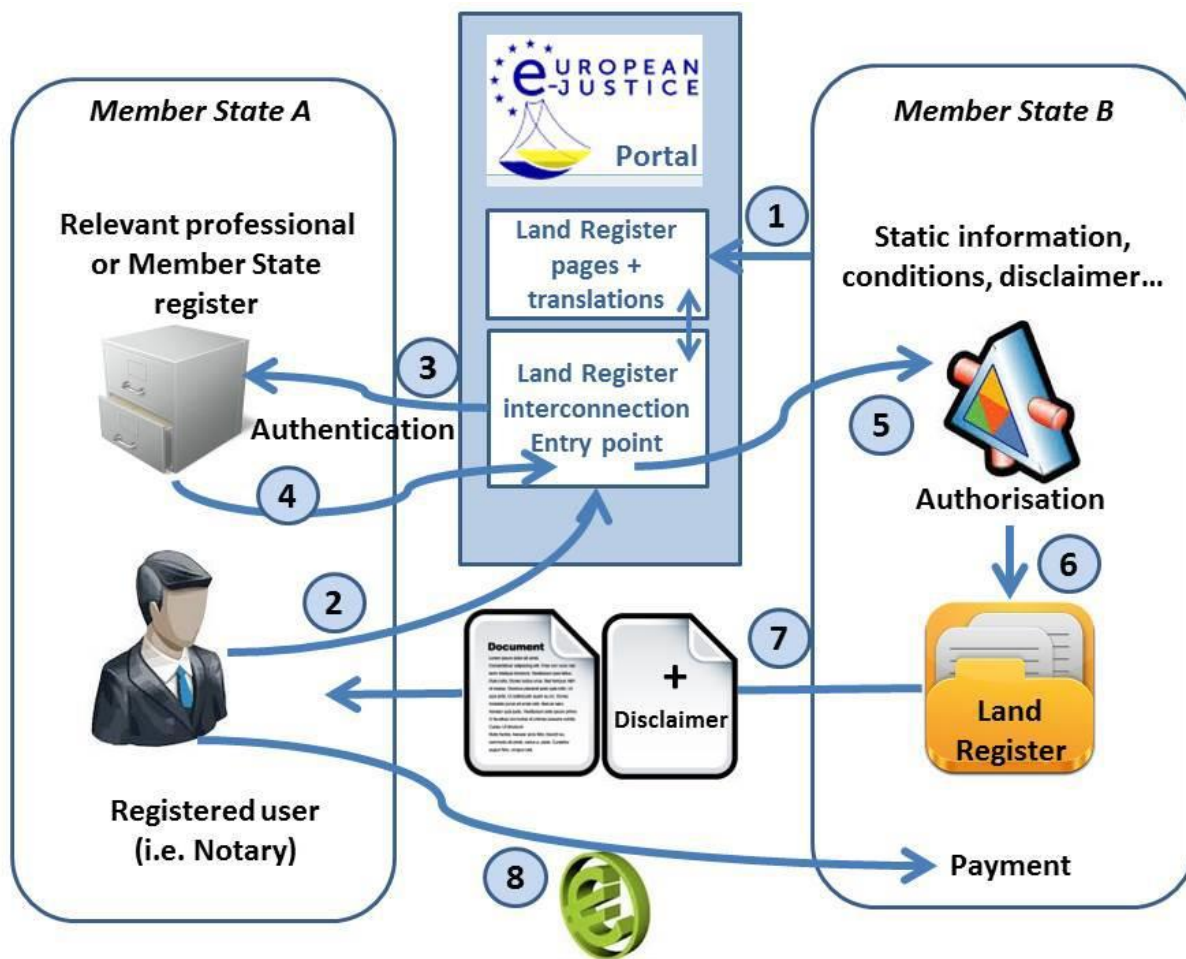 EUROPEAN
e-JUSTICE
Portal
Member State A
Member State B
1
Relevant professional
or Member State
register
Land Register
pages +
translations
Static information,
conditions, disclaimer...
3
Authentication
Land Register
interconnection
Entry point
5
4
Authorisation
6
2
7
Document
+
Disclaimer
Land
Register
Registered user
(i.e. Notary)
8
Payment